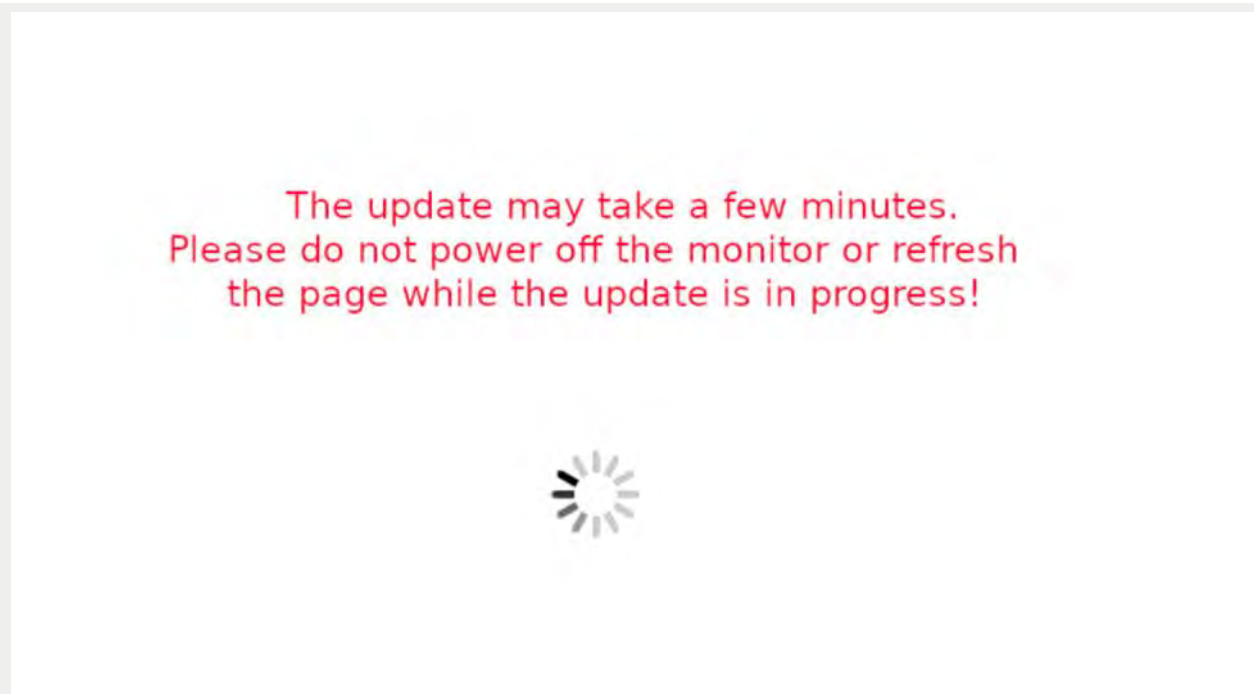 The update may take a few minutes.
Please do not power off the monitor or refresh
the page while the update is in progress!